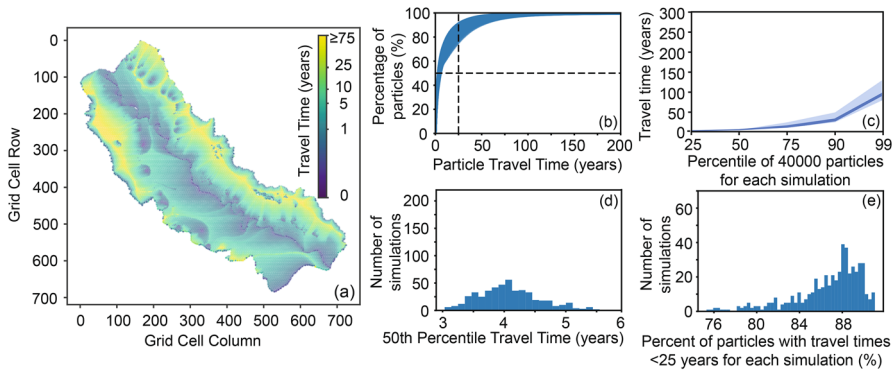 0
100
200
300
400
500
600
700
Grid Cell Row
0 100 200 300 400 500 600 700
Grid Cell Column
Travel Time (years)
≥75
25
10
5
1
0
(a)
Percentage of
particles (%)
100
80
60
40
20
0
0 50 100 150 200
Particle Travel Time (years)
(b)
Travel time (years)
300
250
200
150
100
50
0
25 50 75 90 99
Percentile of 40000 particles
for each simulation
(c)
Number of
simulations
200
150
100
50
0
3 4 5 6
50th Percentile Travel Time (years)
(d)
Number of
simulations
60
40
20
0
76 80 84 88
Percent of particles with travel times
<25 years for each simulation (%)
(e)